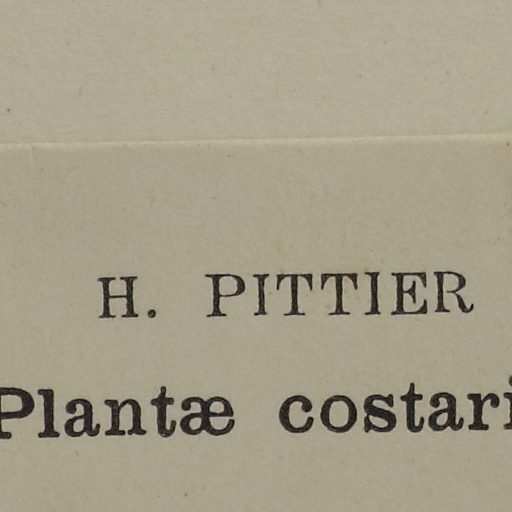 H. PITTIER
Plantæ costari